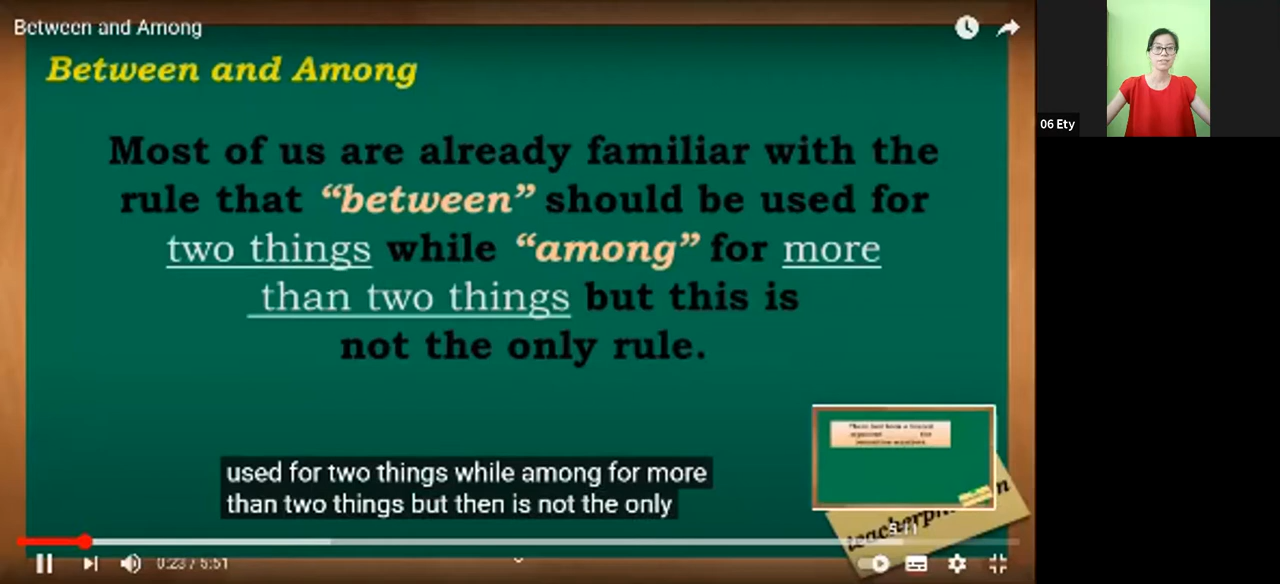 Between and Among
Between and Among
Most of us are already familiar with the
rule that “between” should be used for
two things while “among” for more
than two things but this is
not the only rule.
used for two things while among for more
than two things but then is not the only
5:11
0:23 / 5:51
06 Ety